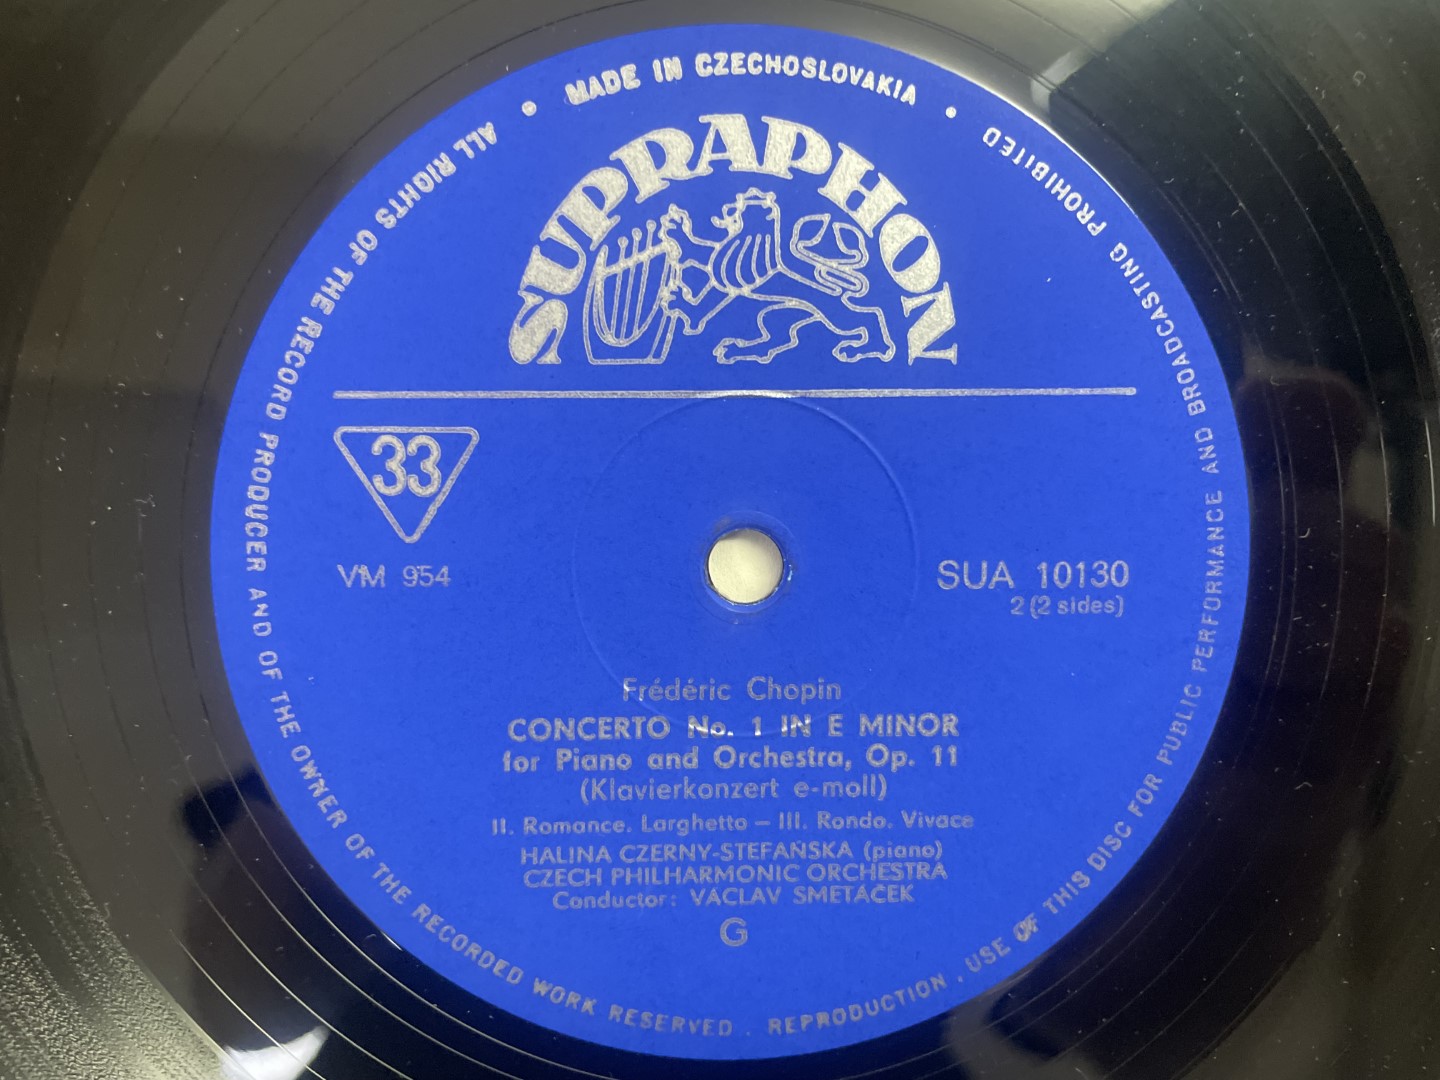 MADE IN CZECHOSLOVAKIA
ALL RIGHTS OF THE RECORD PRODUCER AND OF THE OWNER OF THE RECORDED WORK RESERVED . REPRODUCTION . USE OF THIS DISC FOR PUBLIC PERFORMANCE AND BROADCASTING PROHIBITED
SUPRAPHON
33
VM 954
SUA 10130
2 (2 sides)
Frédéric Chopin
CONCERTO No. 1 IN E MINOR
for Piano and Orchestra, Op. 11
(Klavierkonzert e-moll)
II. Romance. Larghetto – III. Rondo. Vivace
HALINA CZERNY-STEFAŃSKA (piano)
CZECH PHILHARMONIC ORCHESTRA
Conductor: VÁCLAV SMETÁČEK
G